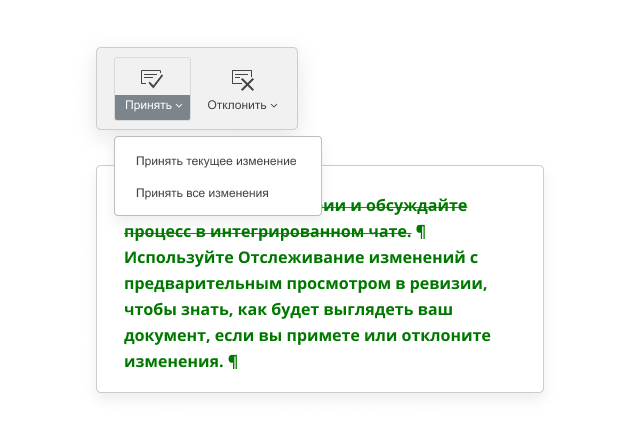 Принять Отклонить
Принять текущее изменение
Принять все изменения
и обсуждайте
процесс в интегрированном чате. ¶
Используйте Отслеживание изменений с
предварительным просмотром в ревизии,
чтобы знать, как будет выглядеть ваш
документ, если вы примете или отклоните
изменения. ¶